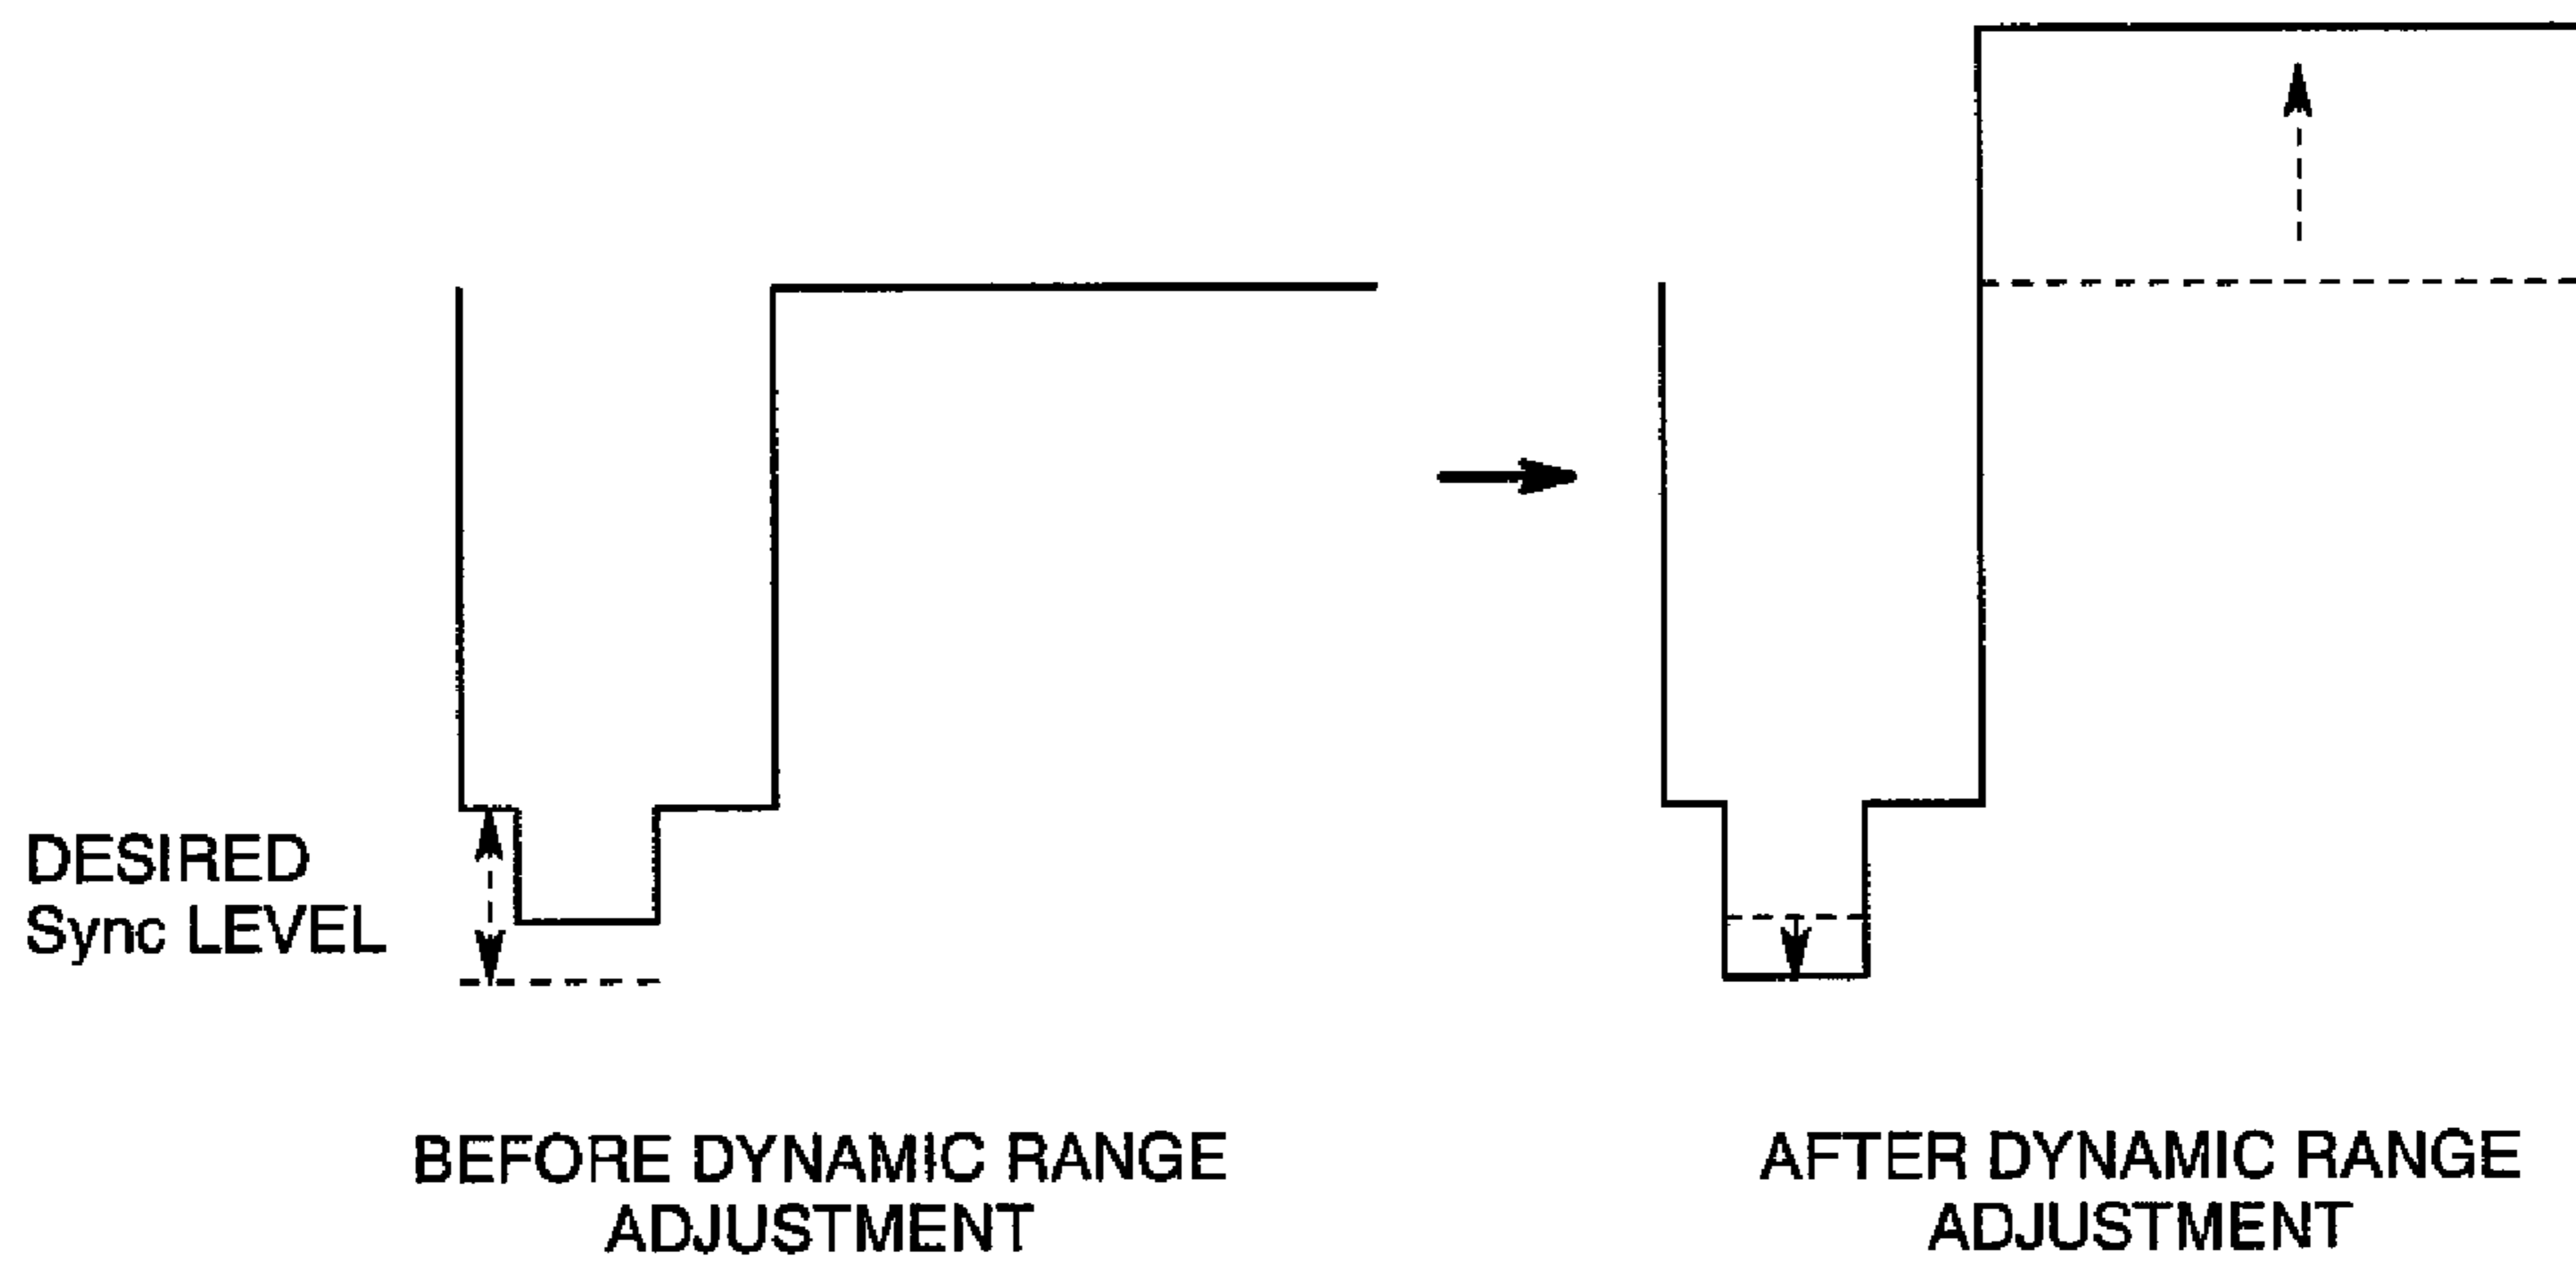 DESIRED
Sync LEVEL
BEFORE DYNAMIC RANGE
ADJUSTMENT
AFTER DYNAMIC RANGE
ADJUSTMENT